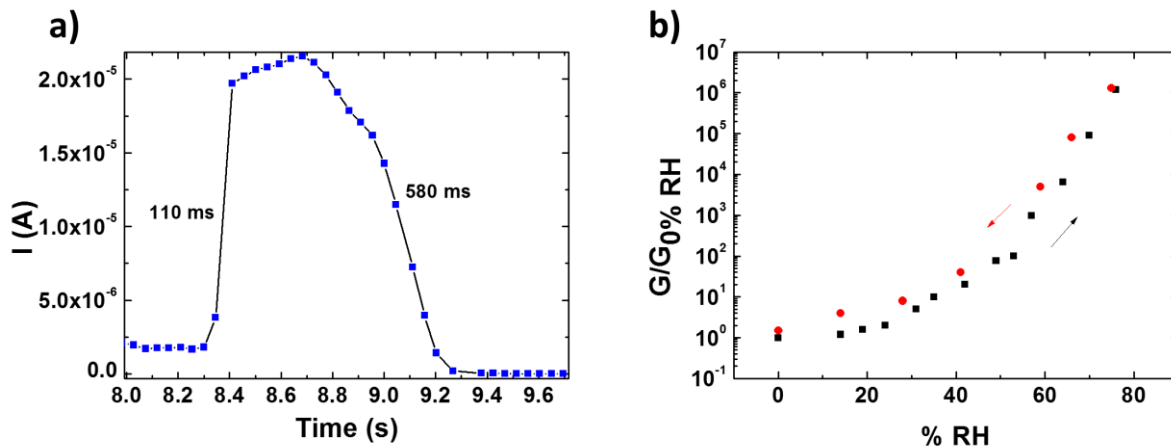 a)
I (A)
2.0x10⁻⁵
1.5x10⁻⁵
1.0x10⁻⁵
5.0x10⁻⁶
0.0
110 ms
580 ms
8.0 8.2 8.4 8.6 8.8 9.0 9.2 9.4 9.6
Time (s)
b)
G/G0% RH
10⁷
10⁶
10⁵
10⁴
10³
10²
10¹
10⁰
10⁻¹
0 20 40 60 80
% RH